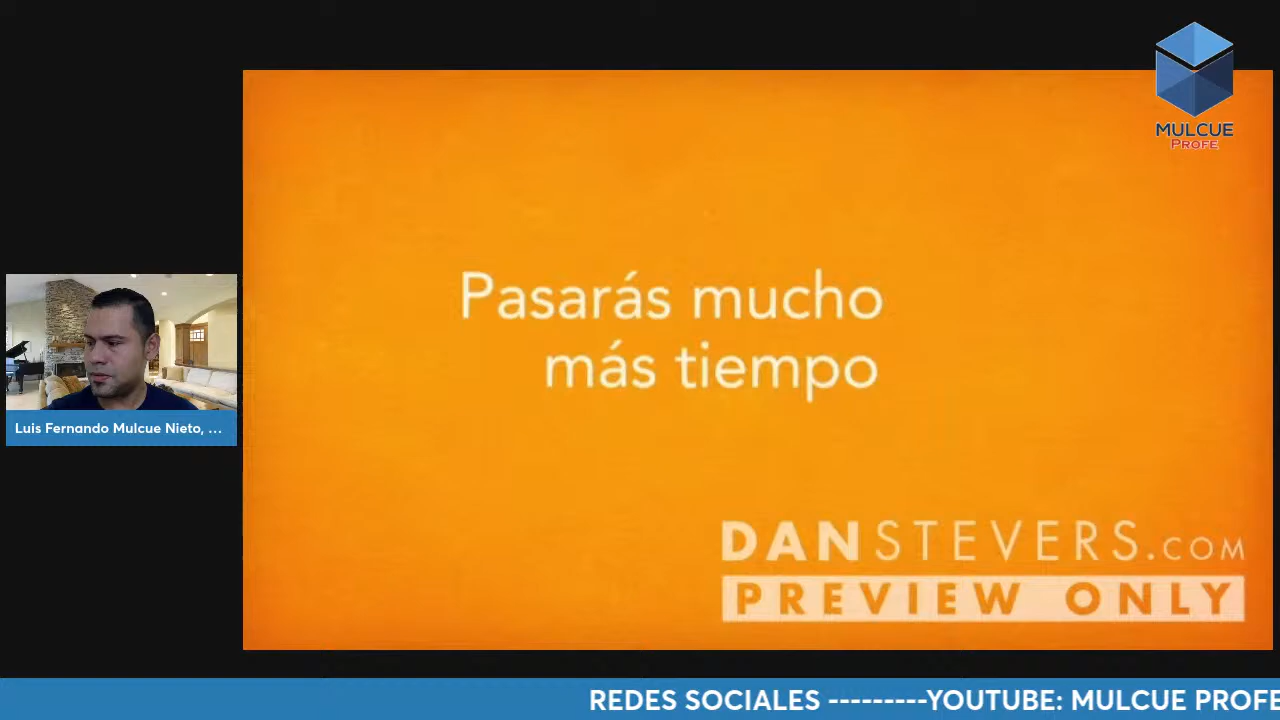 MULCUE
PROFE
Pasarás mucho
más tiempo
Luis Fernando Mulcue Nieto, ...
DANSTEVERS.COM
PREVIEW ONLY
REDES SOCIALES ---------YOUTUBE: MULCUE PROFE